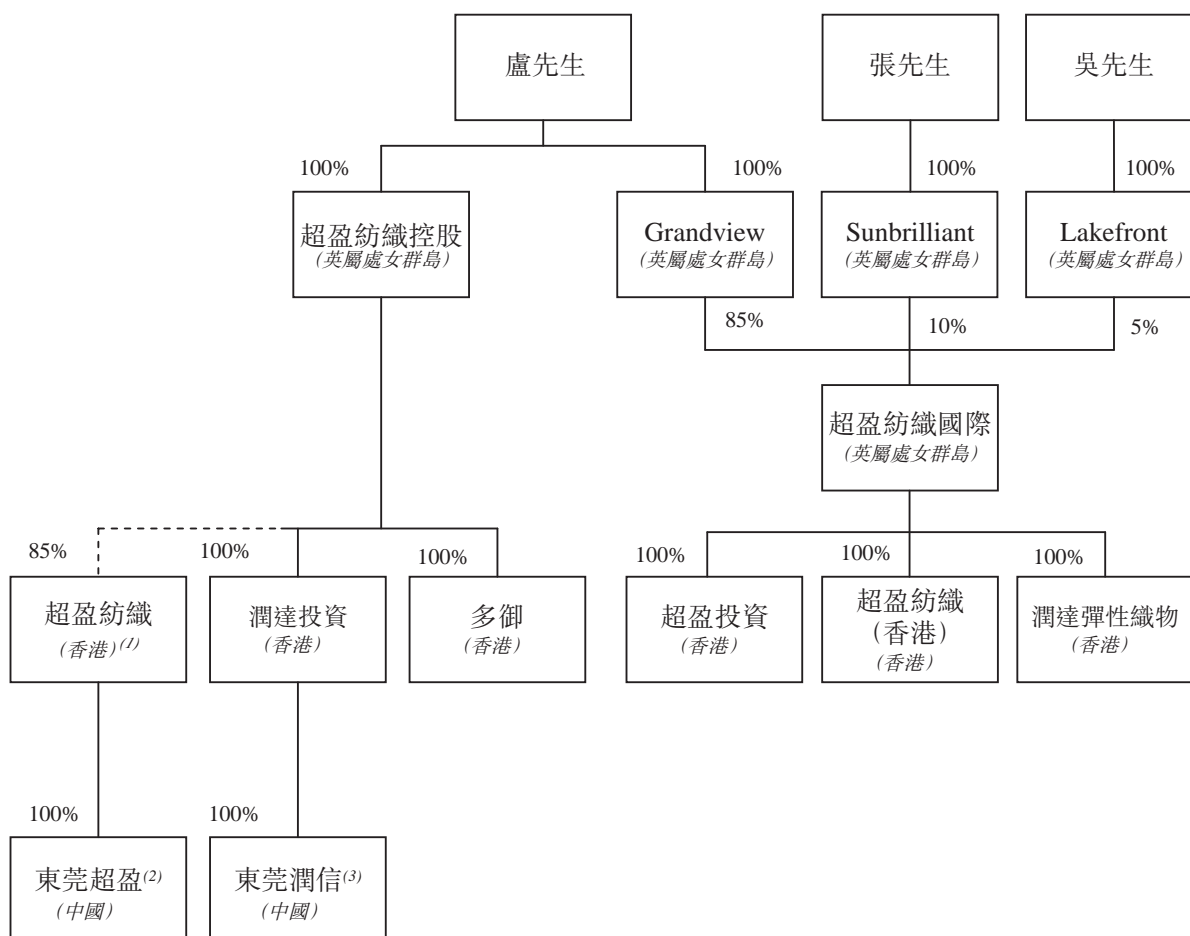 盧先生
張先生
吳先生
100%
100%
100%
100%
超盈紡織控股
(英屬處女群島)
Grandview
(英屬處女群島)
Sunbrilliant
(英屬處女群島)
Lakefront
(英屬處女群島)
85%
10%
5%
超盈紡織國際
(英屬處女群島)
85%
100%
100%
100%
100%
100%
超盈紡織
(香港)(1)
潤達投資
(香港)
多御
(香港)
超盈投資
(香港)
超盈紡織
(香港)
(香港)
潤達彈性織物
(香港)
100%
100%
東莞超盈(2)
(中國)
東莞潤信(3)
(中國)